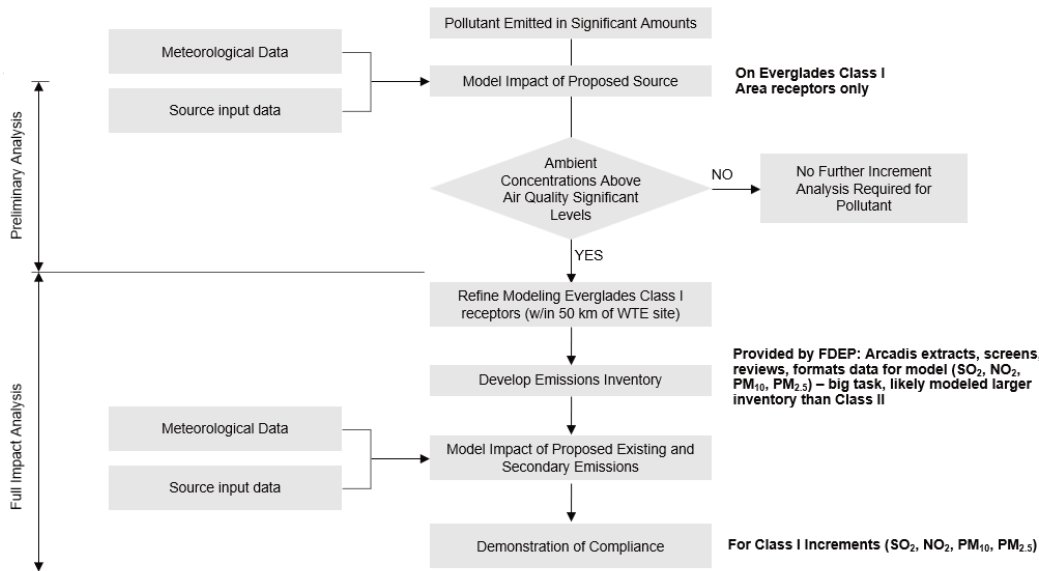 Pollutant Emitted in Significant Amounts
Meteorological Data
Source input data
Model Impact of Proposed Source
On Everglades Class I
Area receptors only
Preliminary Analysis
Ambient
Concentrations Above
Air Quality Significant
Levels
NO
No Further Increment
Analysis Required for
Pollutant
YES
Refine Modeling Everglades Class I
receptors (w/in 50 km of WTE site)
Develop Emissions Inventory
Provided by FDEP: Arcadis extracts, screens,
reviews, formats data for model (SO₂, NO₂,
PM₁₀, PM₂.₅) – big task, likely modeled larger
inventory than Class II
Full Impact Analysis
Meteorological Data
Source input data
Model Impact of Proposed Existing and
Secondary Emissions
Demonstration of Compliance
For Class I Increments (SO₂, NO₂, PM₁₀, PM₂.₅)